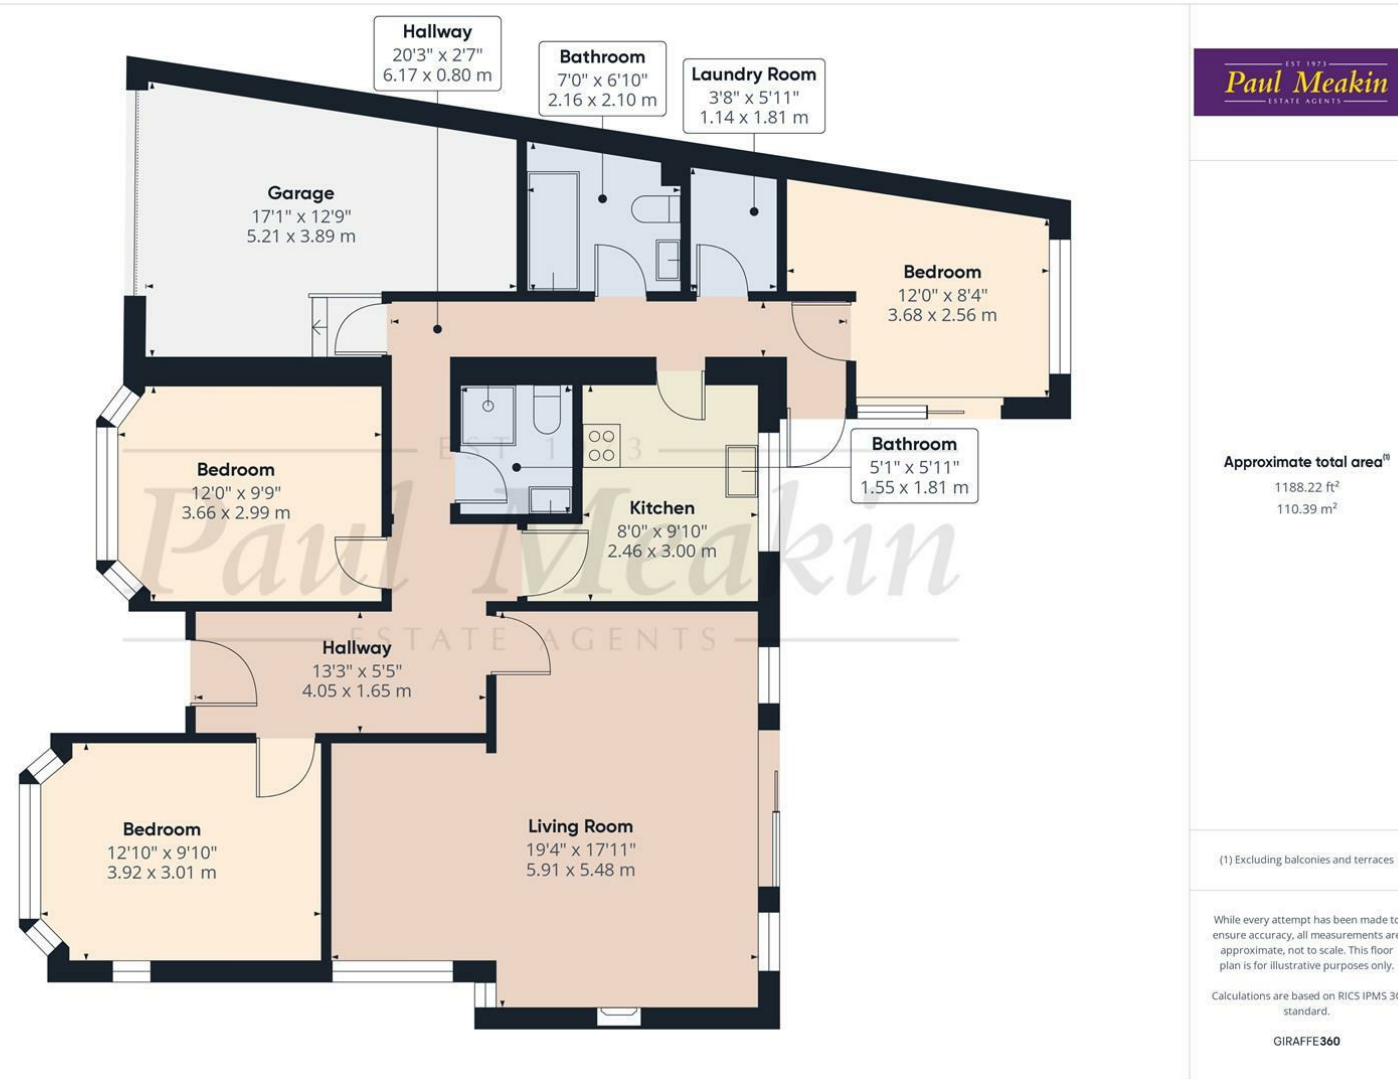 Hallway
20'3" x 2'7"
6.17 x 0.80 m
Bathroom
7'0" x 6'10"
2.16 x 2.10 m
Laundry Room
3'8" x 5'11"
1.14 x 1.81 m
Garage
17'1" x 12'9"
5.21 x 3.89 m
Bedroom
12'0" x 8'4"
3.68 x 2.56 m
Bedroom
12'0" x 9'9"
3.66 x 2.99 m
Bathroom
5'1" x 5'11"
1.55 x 1.81 m
Kitchen
8'0" x 9'10"
2.46 x 3.00 m
Hallway
13'3" x 5'5"
4.05 x 1.65 m
Bedroom
12'10" x 9'10"
3.92 x 3.01 m
Living Room
19'4" x 17'11"
5.91 x 5.48 m
EST 1973
Paul Meakin
ESTATE AGENTS
EST 1973
Paul Meakin
ESTATE AGENTS
Approximate total area(1)
1188.22 ft²
110.39 m²
(1) Excluding balconies and terraces
While every attempt has been made to
ensure accuracy, all measurements are
approximate, not to scale. This floor
plan is for illustrative purposes only.
Calculations are based on RICS IPMS 3C
standard.
GIRAFFE360